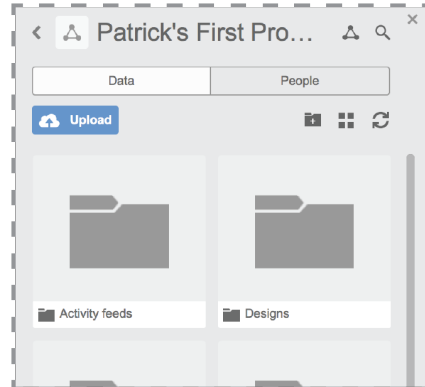 Patrick's First Pro...
Data
People
Upload
Activity feeds
Designs